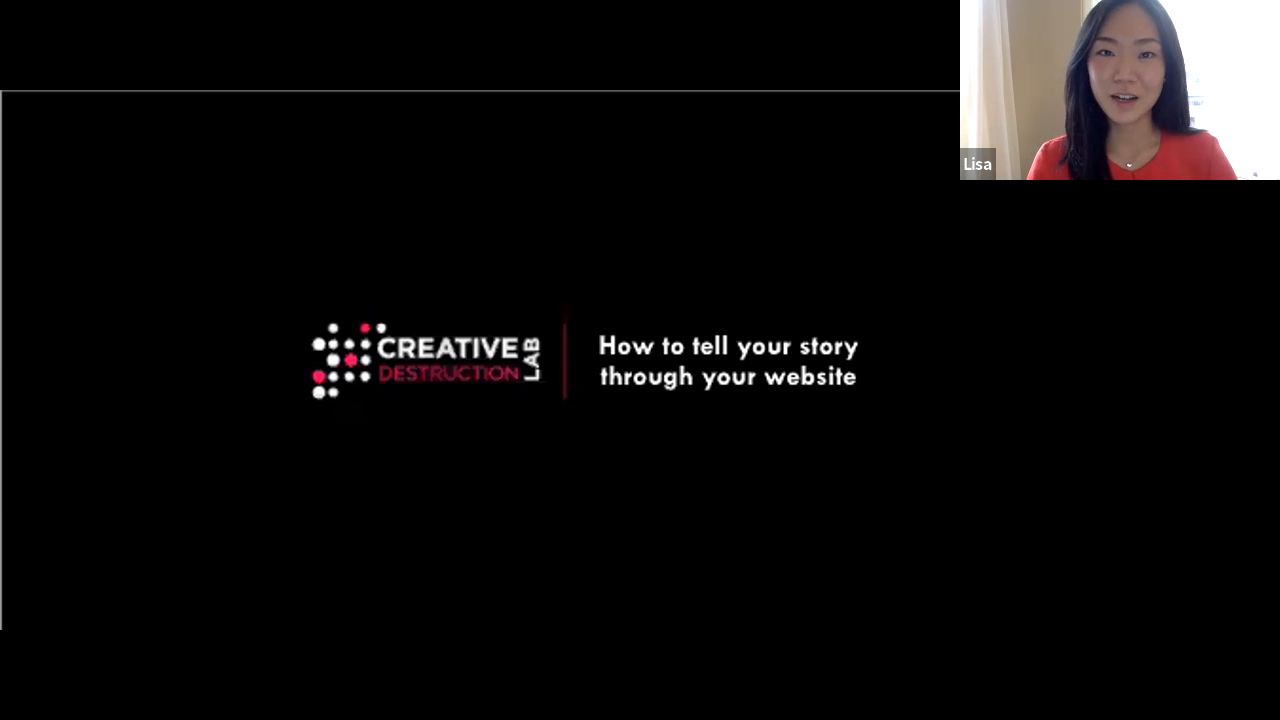 Lisa
CREATIVE
DESTRUCTION
LAB
How to tell your story
through your website